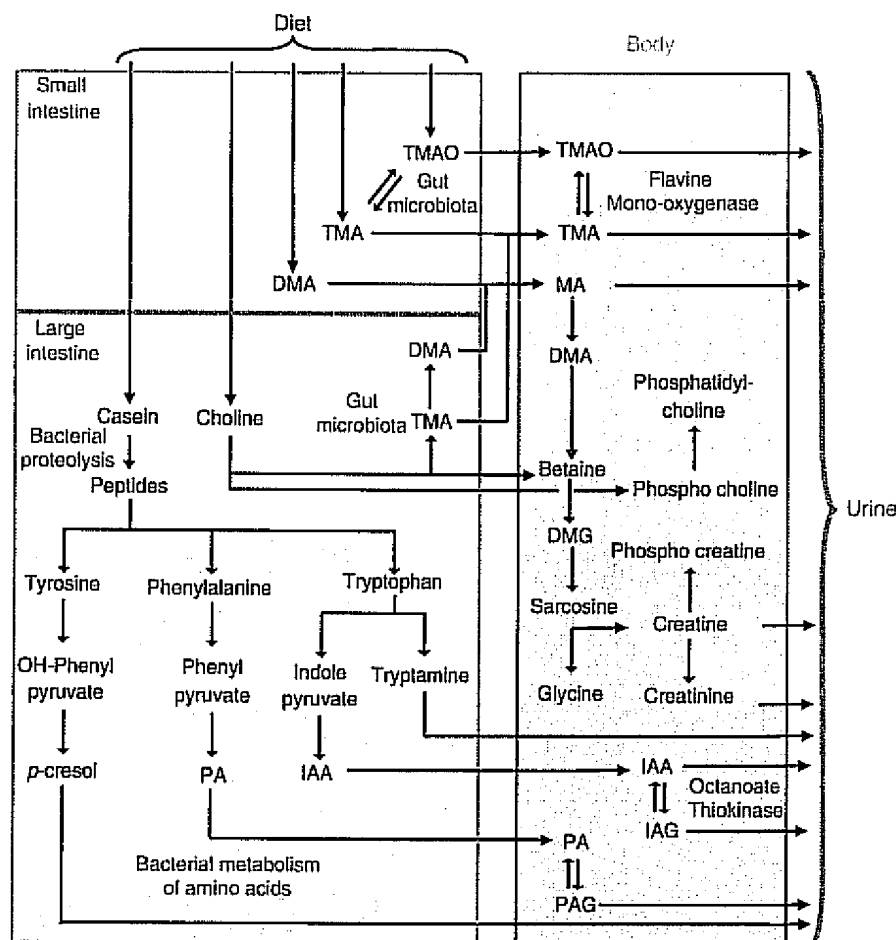 Diet
Body
Small
intestine
TMAO
TMAO
Gut
microbiota
Flavine
Mono-oxygenase
TMA
TMA
DMA
MA
Large
intestine
DMA
DMA
Phosphatidyl-
choline
Casein
Choline
Gut
microbiota
TMA
Bacterial
proteolysis
Betaine
Peptides
Phospho choline
Urine
DMG
Phospho creatine
Tyrosine
Phenylalanine
Tryptophan
Sarcosine
Creatine
OH-Phenyl
pyruvate
Phenyl
pyruvate
Indole
pyruvate
Tryptamine
Glycine
Creatinine
p-cresol
PA
IAA
IAA
Octanoate
Thiokinase
IAG
PA
Bacterial metabolism
of amino acids
PAG